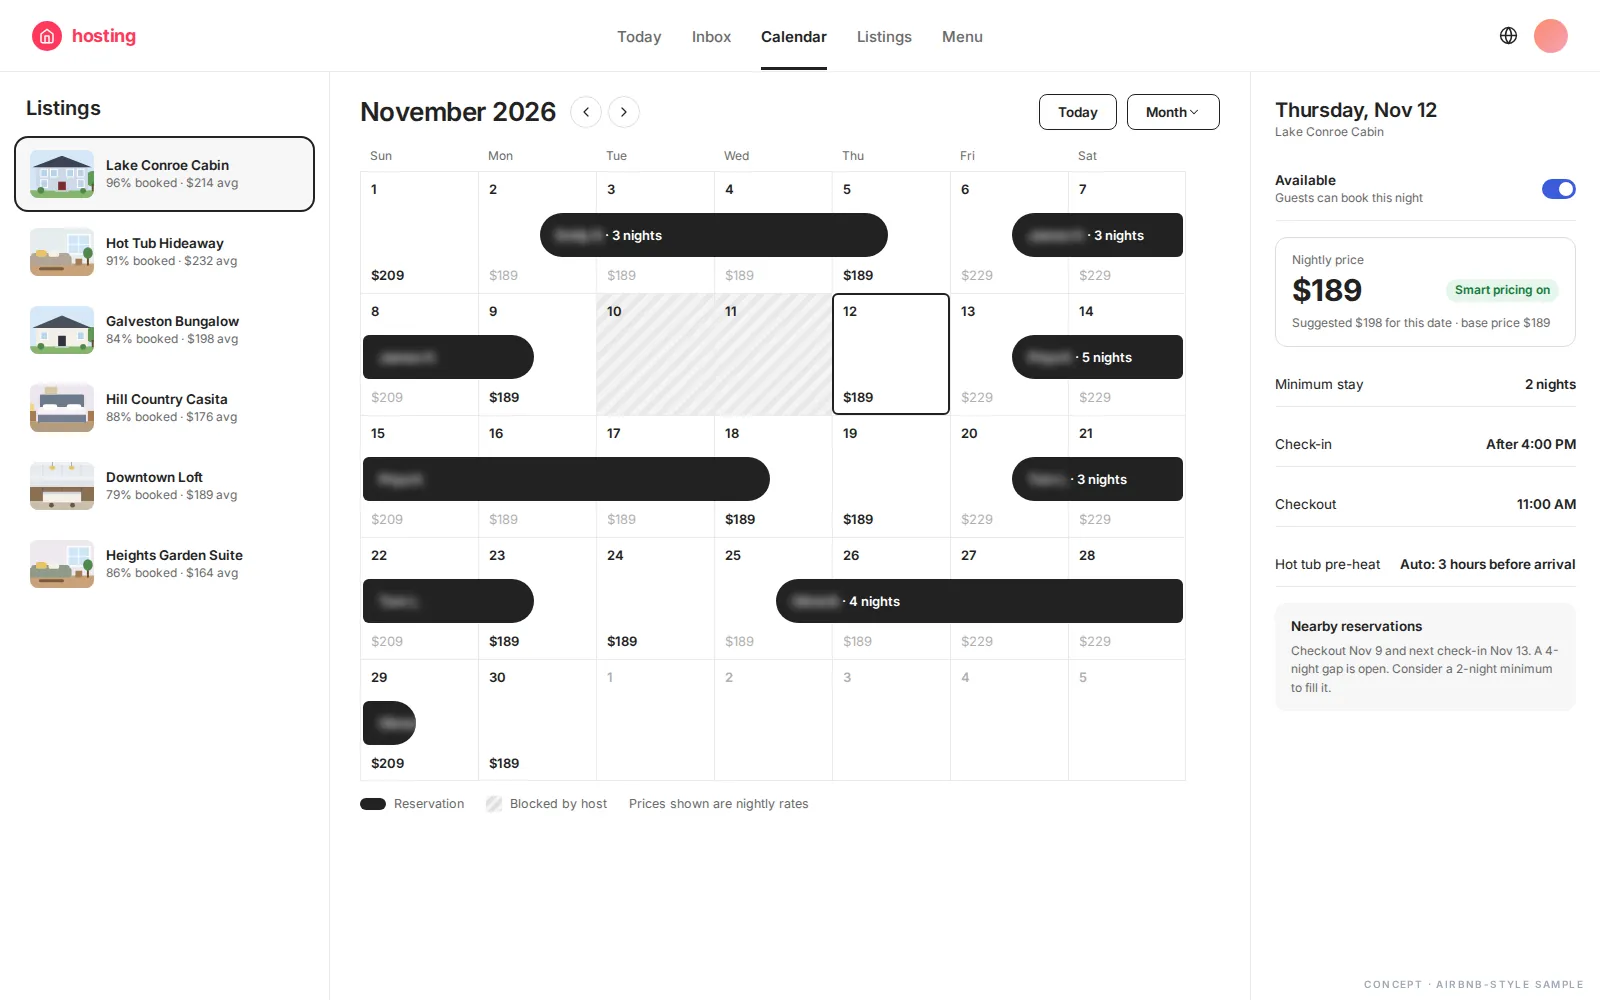 hosting
Today
Inbox
Calendar
Listings
Menu
Listings
Lake Conroe Cabin
96% booked · $214 avg
Hot Tub Hideaway
91% booked · $232 avg
Galveston Bungalow
84% booked · $198 avg
Hill Country Casita
88% booked · $176 avg
Downtown Loft
79% booked · $189 avg
Heights Garden Suite
86% booked · $164 avg
November 2026
Today
Month
Sun Mon Tue Wed Thu Fri Sat
1 2 3 4 5 6 7
· 3 nights
· 3 nights
$209 $189 $189 $189 $189 $229 $229
8 9 10 11 12 13 14
· 5 nights
$209 $189 $189 $229 $229
15 16 17 18 19 20 21
· 3 nights
$209 $189 $189 $189 $189 $229 $229
22 23 24 25 26 27 28
· 4 nights
$209 $189 $189 $189 $189 $229 $229
29 30 1 2 3 4 5
$209 $189
Reservation
Blocked by host
Prices shown are nightly rates
Thursday, Nov 12
Lake Conroe Cabin
Available
Guests can book this night
Nightly price
$189
Smart pricing on
Suggested $198 for this date · base price $189
Minimum stay 2 nights
Check-in After 4:00 PM
Checkout 11:00 AM
Hot tub pre-heat Auto: 3 hours before arrival
Nearby reservations
Checkout Nov 9 and next check-in Nov 13. A 4-
night gap is open. Consider a 2-night minimum
to fill it.
CONCEPT · AIRBNB-STYLE SAMPLE